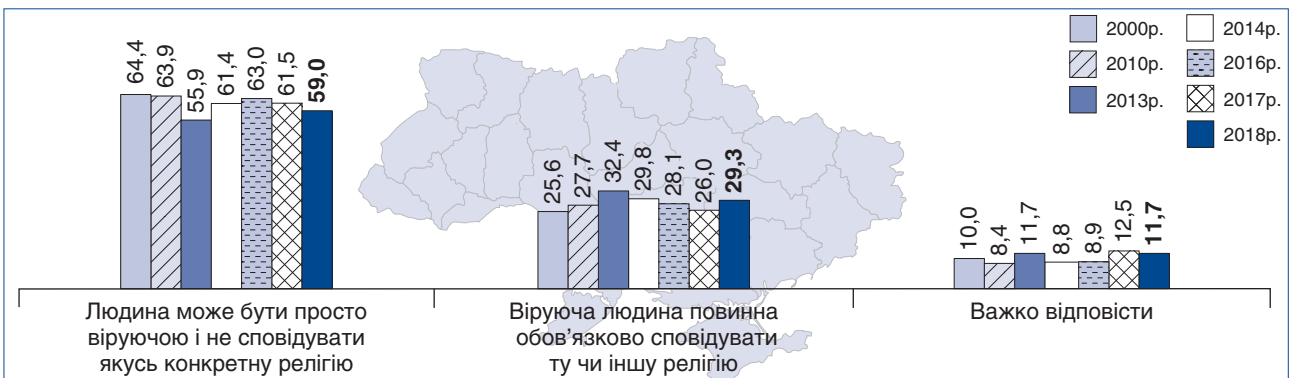 2000р.
2014р.
2010р.
2016р.
2013р.
2017р.
2018р.
64,4
63,9
55,9
61,4
63,0
61,5
59,0
25,6
27,7
32,4
29,8
28,1
26,0
29,3
10,0
8,4
11,7
8,8
8,9
12,5
11,7
Людина може бути просто
віруючою і не сповідувати
якусь конкретну релігію
Віруюча людина повинна
обов’язково сповідувати
ту чи іншу релігію
Важко відповісти